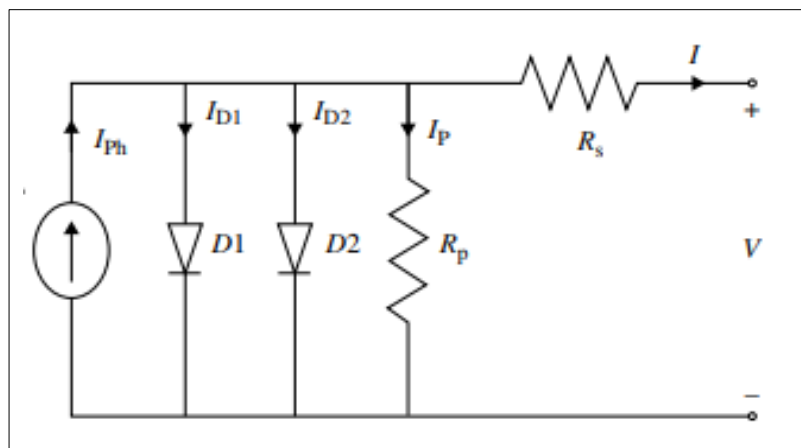 I
I_D1 I_D2 I_P
I_Ph R_s +
D1 D2 R_p V
−